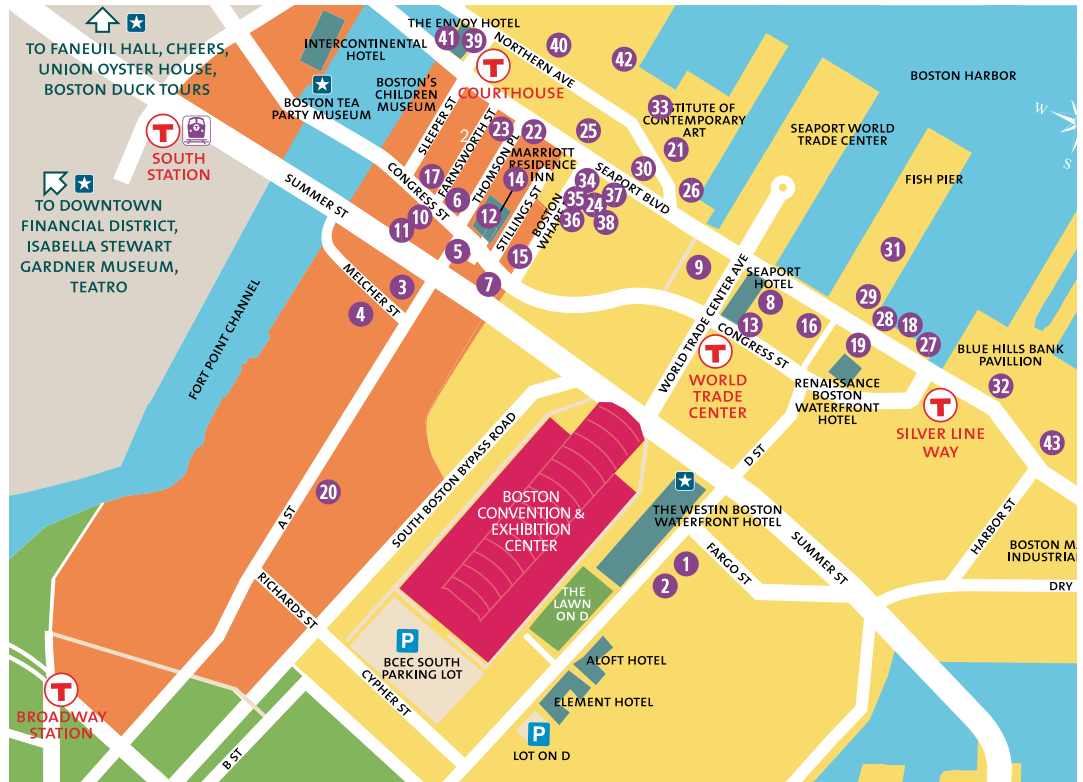 TO FANEUIL HALL, CHEERS,
UNION OYSTER HOUSE,
BOSTON DUCK TOURS
INTERCONTINENTAL
HOTEL
THE ENVOY HOTEL
41
39
40
42
NORTHERN AVE
T
COURTHOUSE
BOSTON HARBOR
W
S
BOSTON TEA
PARTY MUSEUM
BOSTON'S
CHILDREN
MUSEUM
T
SOUTH
STATION
SLEEPER ST
FARNSWORTH ST
THOMSON PL
STILLINGS ST
BOSTON
WHARF
2
23
22
25
33
INSTITUTE OF
CONTEMPORARY
ART
21
SEAPORT WORLD
TRADE CENTER
FISH PIER
MARRIOTT
RESIDENCE
INN
SEAPORT BLVD
30
26
17
14
34
35
24
37
36
38
6
12
10
11
5
15
7
CONGRESS ST
SUMMER ST
TO DOWNTOWN
FINANCIAL DISTRICT,
ISABELLA STEWART
GARDNER MUSEUM,
TEATRO
MELCHER ST
3
4
FORT POINT CHANNEL
9
WORLD TRADE CENTER AVE
SEAPORT
HOTEL
8
13
16
CONGRESS ST
31
29
28
18
19
27
BLUE HILLS BANK
PAVILION
32
T
WORLD
TRADE
CENTER
RENAISSANCE
BOSTON
WATERFRONT
HOTEL
T
SILVER LINE
WAY
43
D ST
20
A ST
SOUTH BOSTON BYPASS ROAD
BOSTON
CONVENTION &
EXHIBITION
CENTER
THE WESTIN BOSTON
WATERFRONT HOTEL
SUMMER ST
FARGO ST
HARBOR ST
BOSTON M
INDUSTRIA
DRY
1
2
RICHARDS ST
THE
LAWN
ON D
P
BCEC SOUTH
PARKING LOT
CYPHER ST
ALOFT HOTEL
ELEMENT HOTEL
P
LOT ON D
T
BROADWAY
STATION
B ST